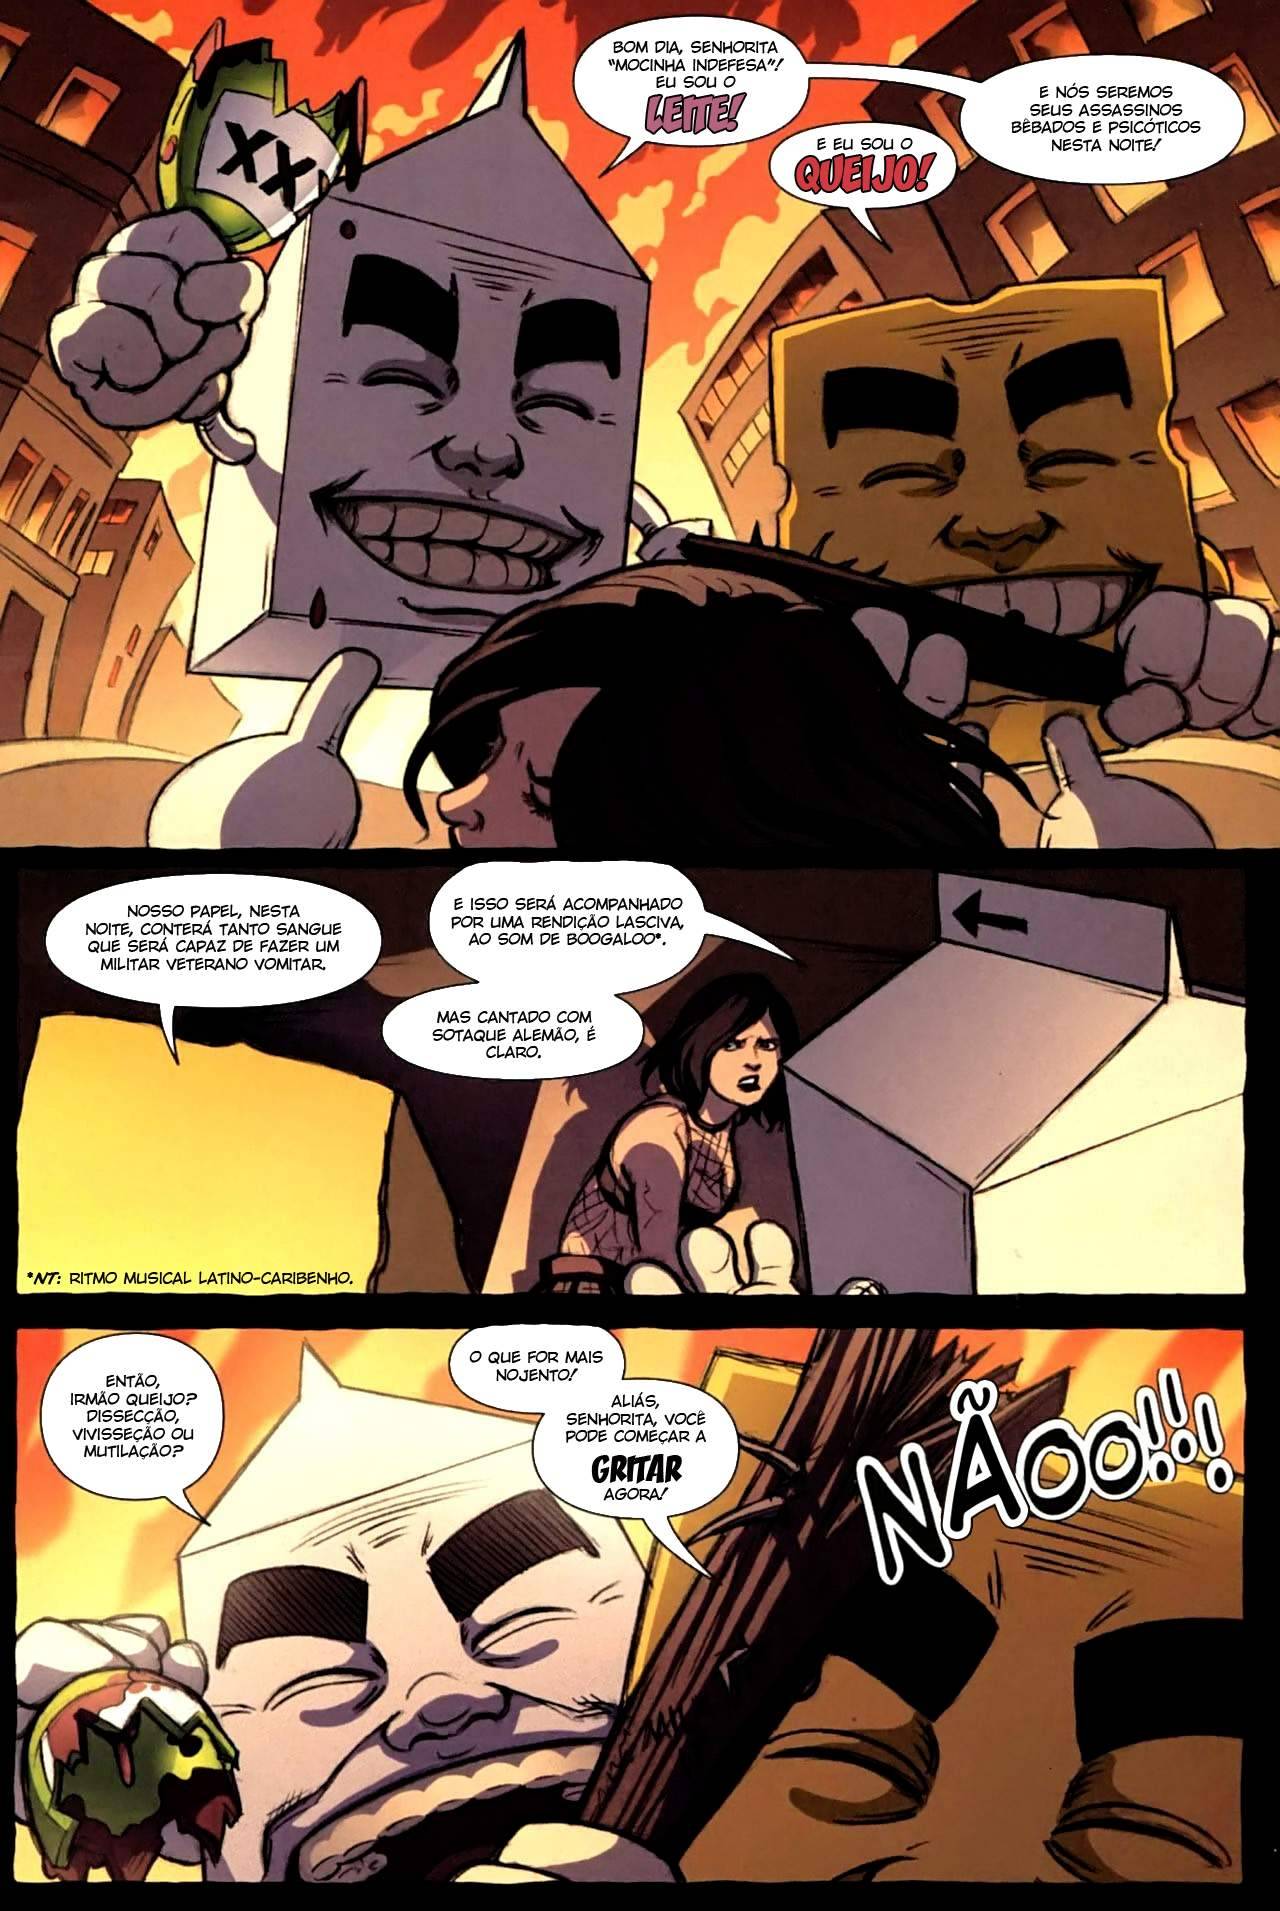 BOM DIA, SENHORITA
"MOCINHA INDEFESA"!
EU SOU O
LEITE!
E EU SOU O
QUEIJO!
E NÓS SEREMOS
SEUS ASSASSINOS
BÊBADOS E PSICÓTICOS
NESTA NOITE!
XX
NOSSO PAPEL, NESTA
NOITE, CONTERÁ TANTO SANGUE
QUE SERÁ CAPAZ DE FAZER UM
MILITAR VETERANO VOMITAR.
E ISSO SERÁ ACOMPANHADO
POR UMA RENDIÇÃO LASCIVA,
AO SOM DE BOOGALOO*.
MAS CANTADO COM
SOTAQUE ALEMÃO, É
CLARO.
*NT: RITMO MUSICAL LATINO-CARIBENHO.
ENTÃO,
IRMÃO QUEIJO?
DISSECÇÃO,
VIVISSEÇÃO OU
MUTILAÇÃO?
O QUE FOR MAIS
NOJENTO!
ALIÁS,
SENHORITA, VOCÊ
PODE COMEÇAR A
GRITAR
AGORA!
NÃOO!!!